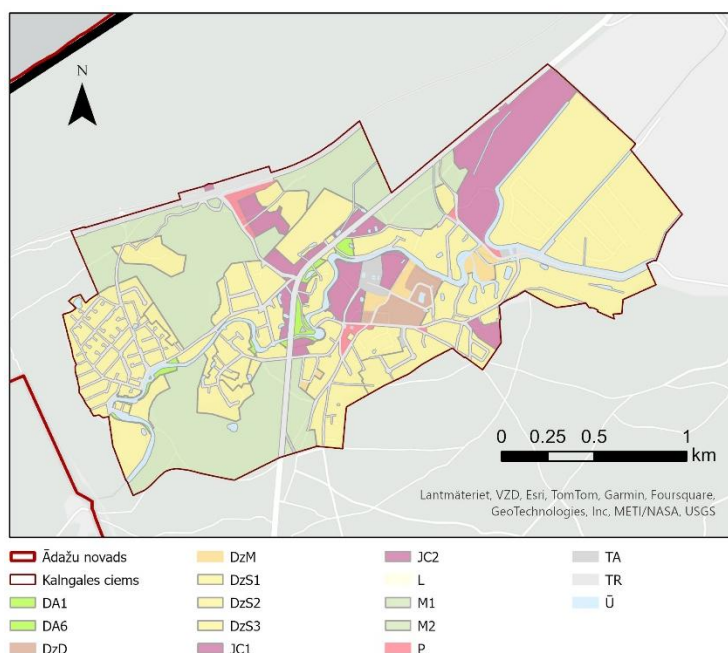 N
0 0.25 0.5 1
km
Lantmäteriet, VZD, Esri, TomTom, Garmin, Foursquare,
GeoTechnologies, Inc, METI/NASA, USGS
Ādažu novads DzM JC2 TA
Kalngales ciems DzS1 L TR
DA1 DzS2 M1 Ū
DA6 DzS3 M2
DzD JC1 P